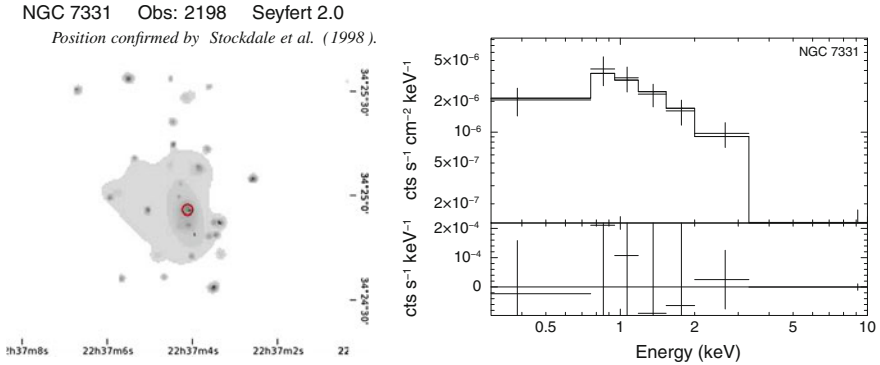 NGC 7331 Obs: 2198 Seyfert 2.0
Position confirmed by Stockdale et al. (1998).
34°25'30"
34°25'0"
34°24'30"
22h37m8s 22h37m6s 22h37m4s 22h37m2s 22
NGC 7331
cts s⁻¹ cm⁻² keV⁻¹
5×10⁻⁶
2×10⁻⁶
10⁻⁶
5×10⁻⁷
2×10⁻⁷
cts s⁻¹ keV⁻¹
2×10⁻⁴
10⁻⁴
0
0.5 1 2 5 10
Energy (keV)